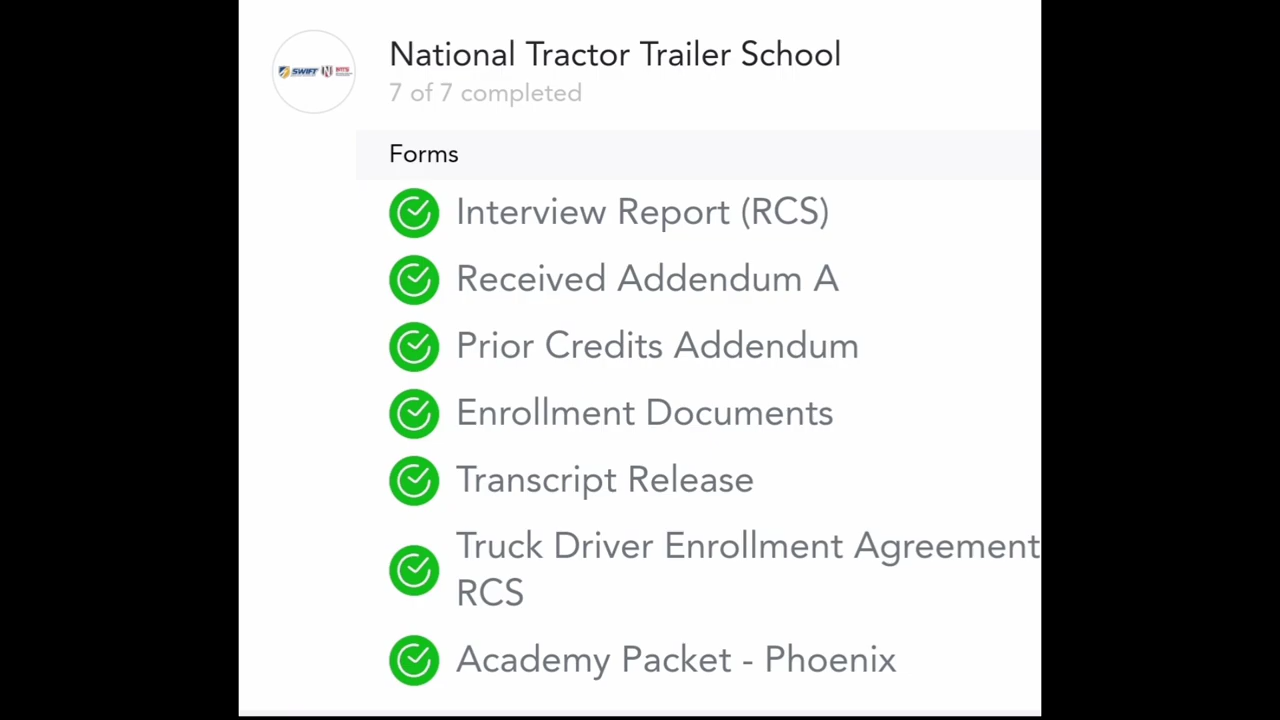 SWIFT
National Tractor Trailer School
7 of 7 completed
Forms
Interview Report (RCS)
Received Addendum A
Prior Credits Addendum
Enrollment Documents
Transcript Release
Truck Driver Enrollment Agreement
RCS
Academy Packet - Phoenix